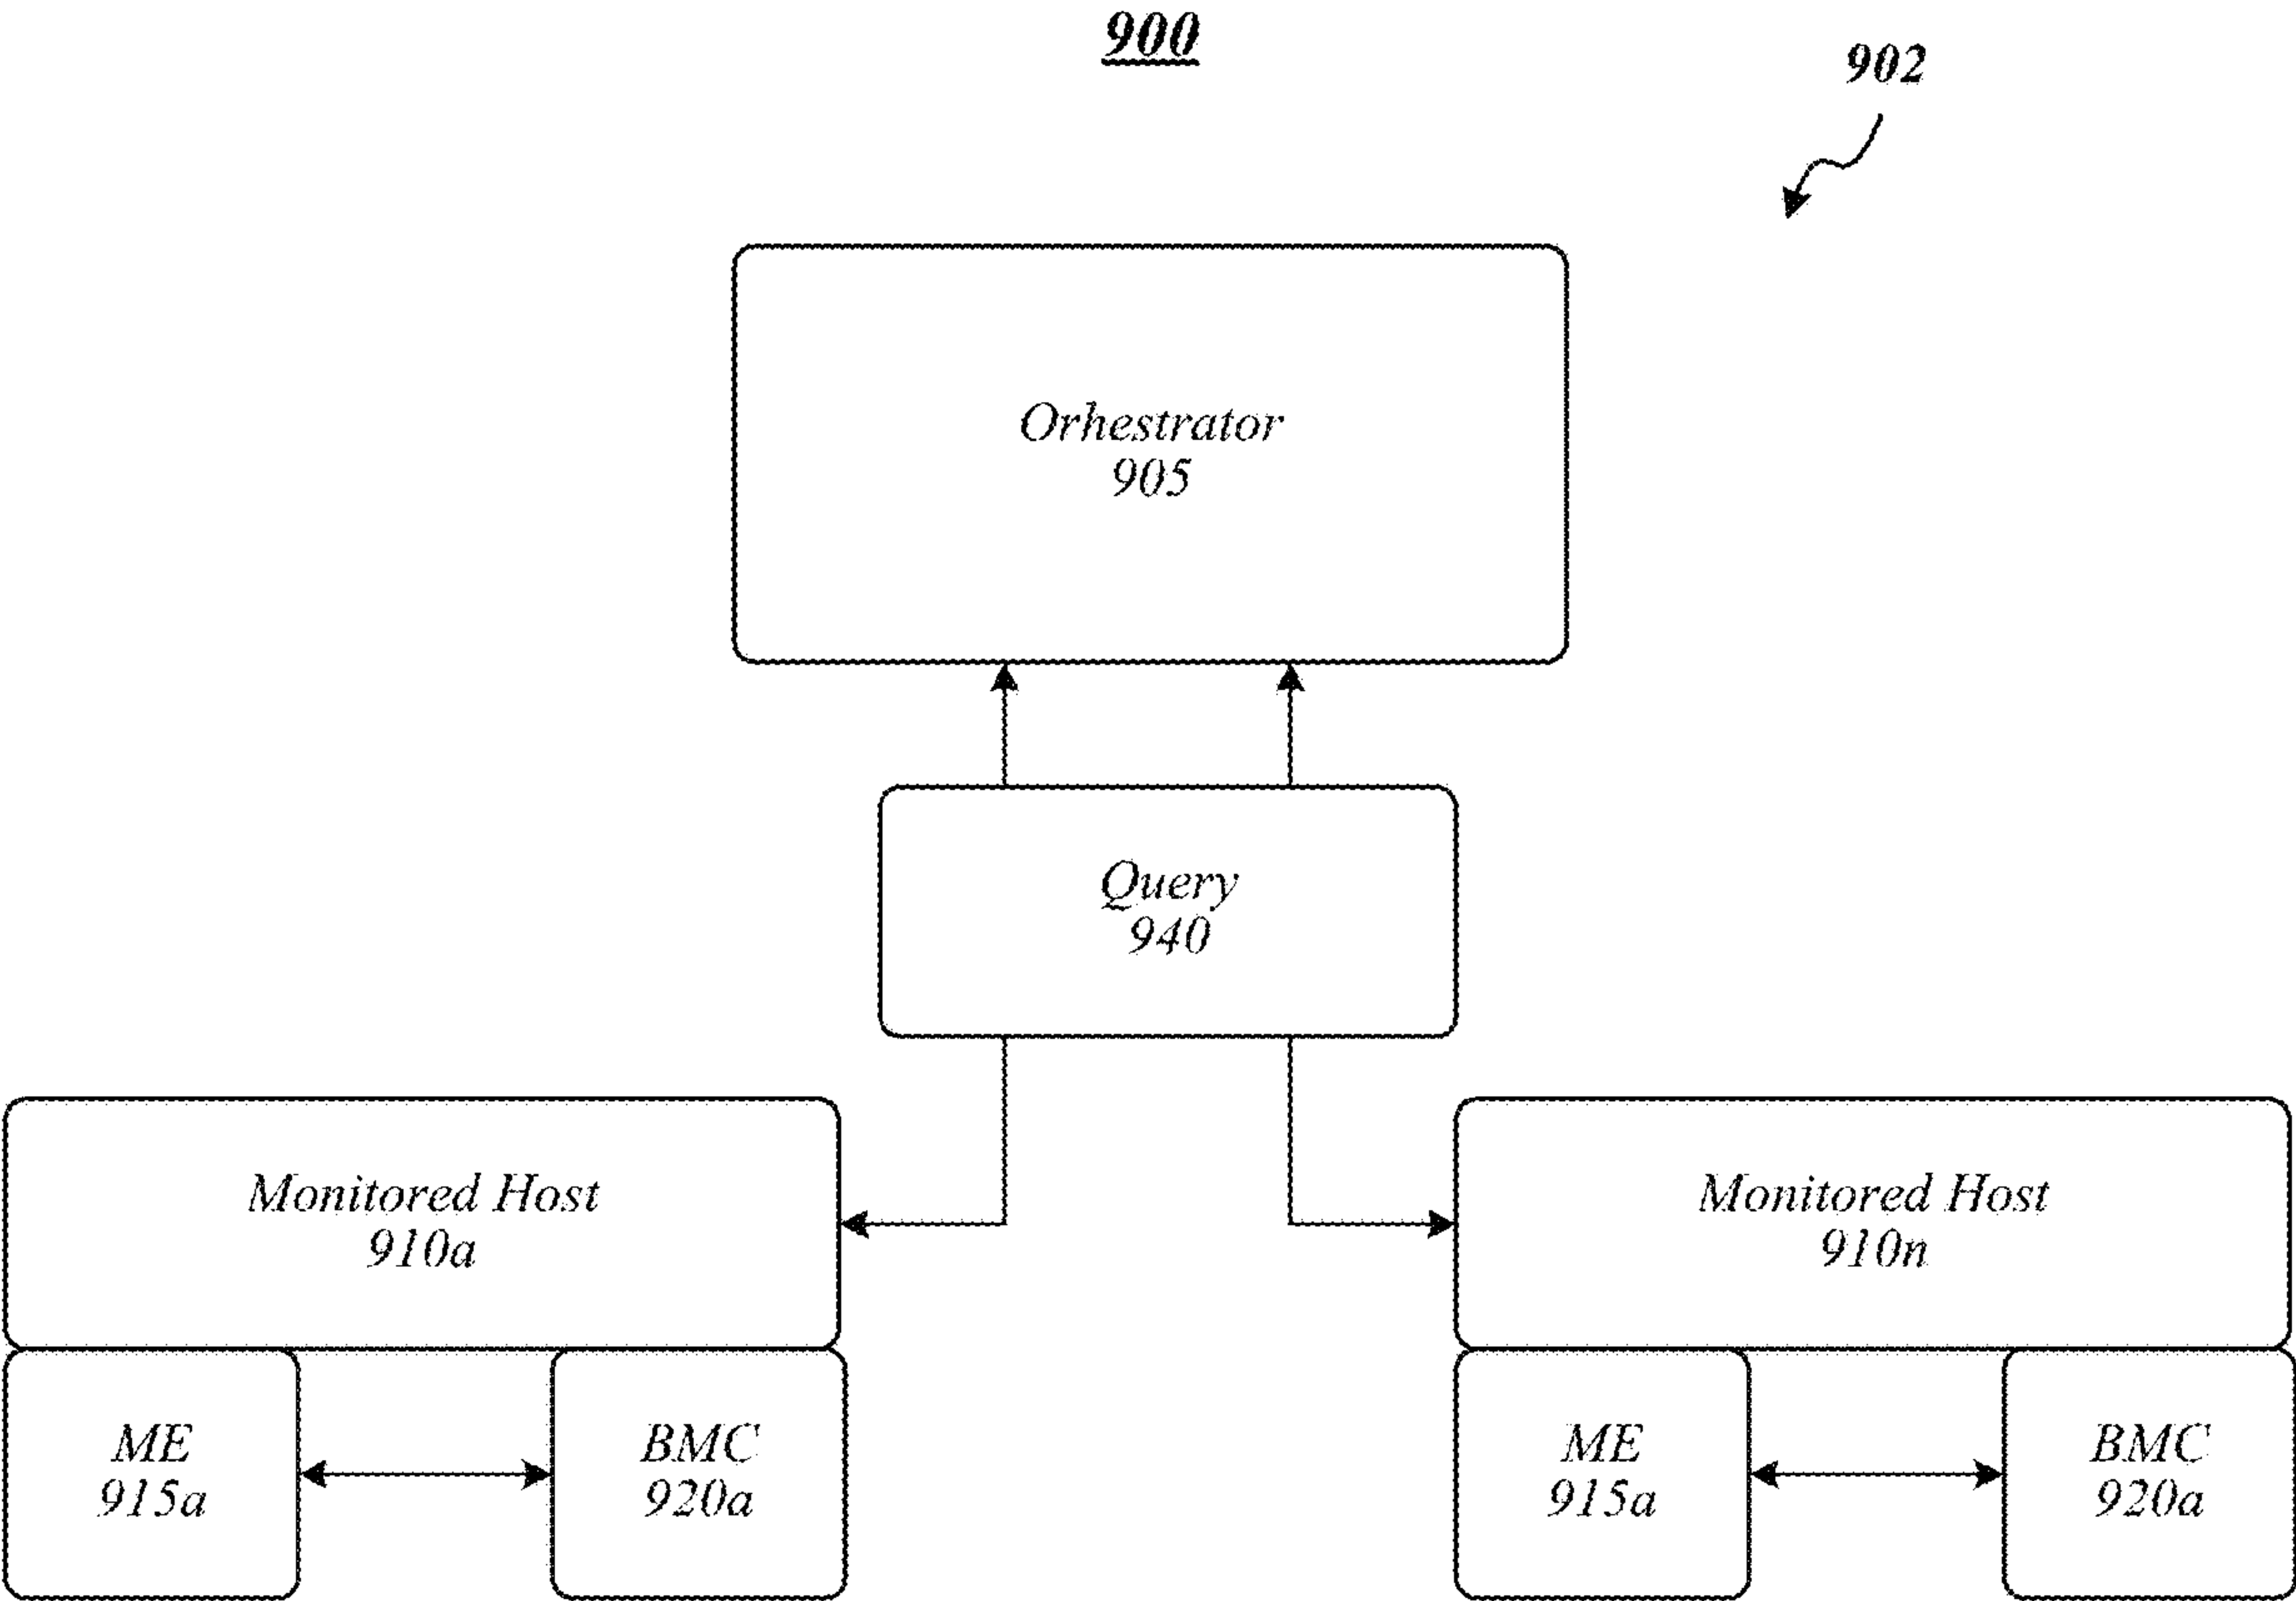 900
902
Orhestrator
905
Query
940
Monitored Host
910a
Monitored Host
910n
ME
915a
BMC
920a
ME
915a
BMC
920a